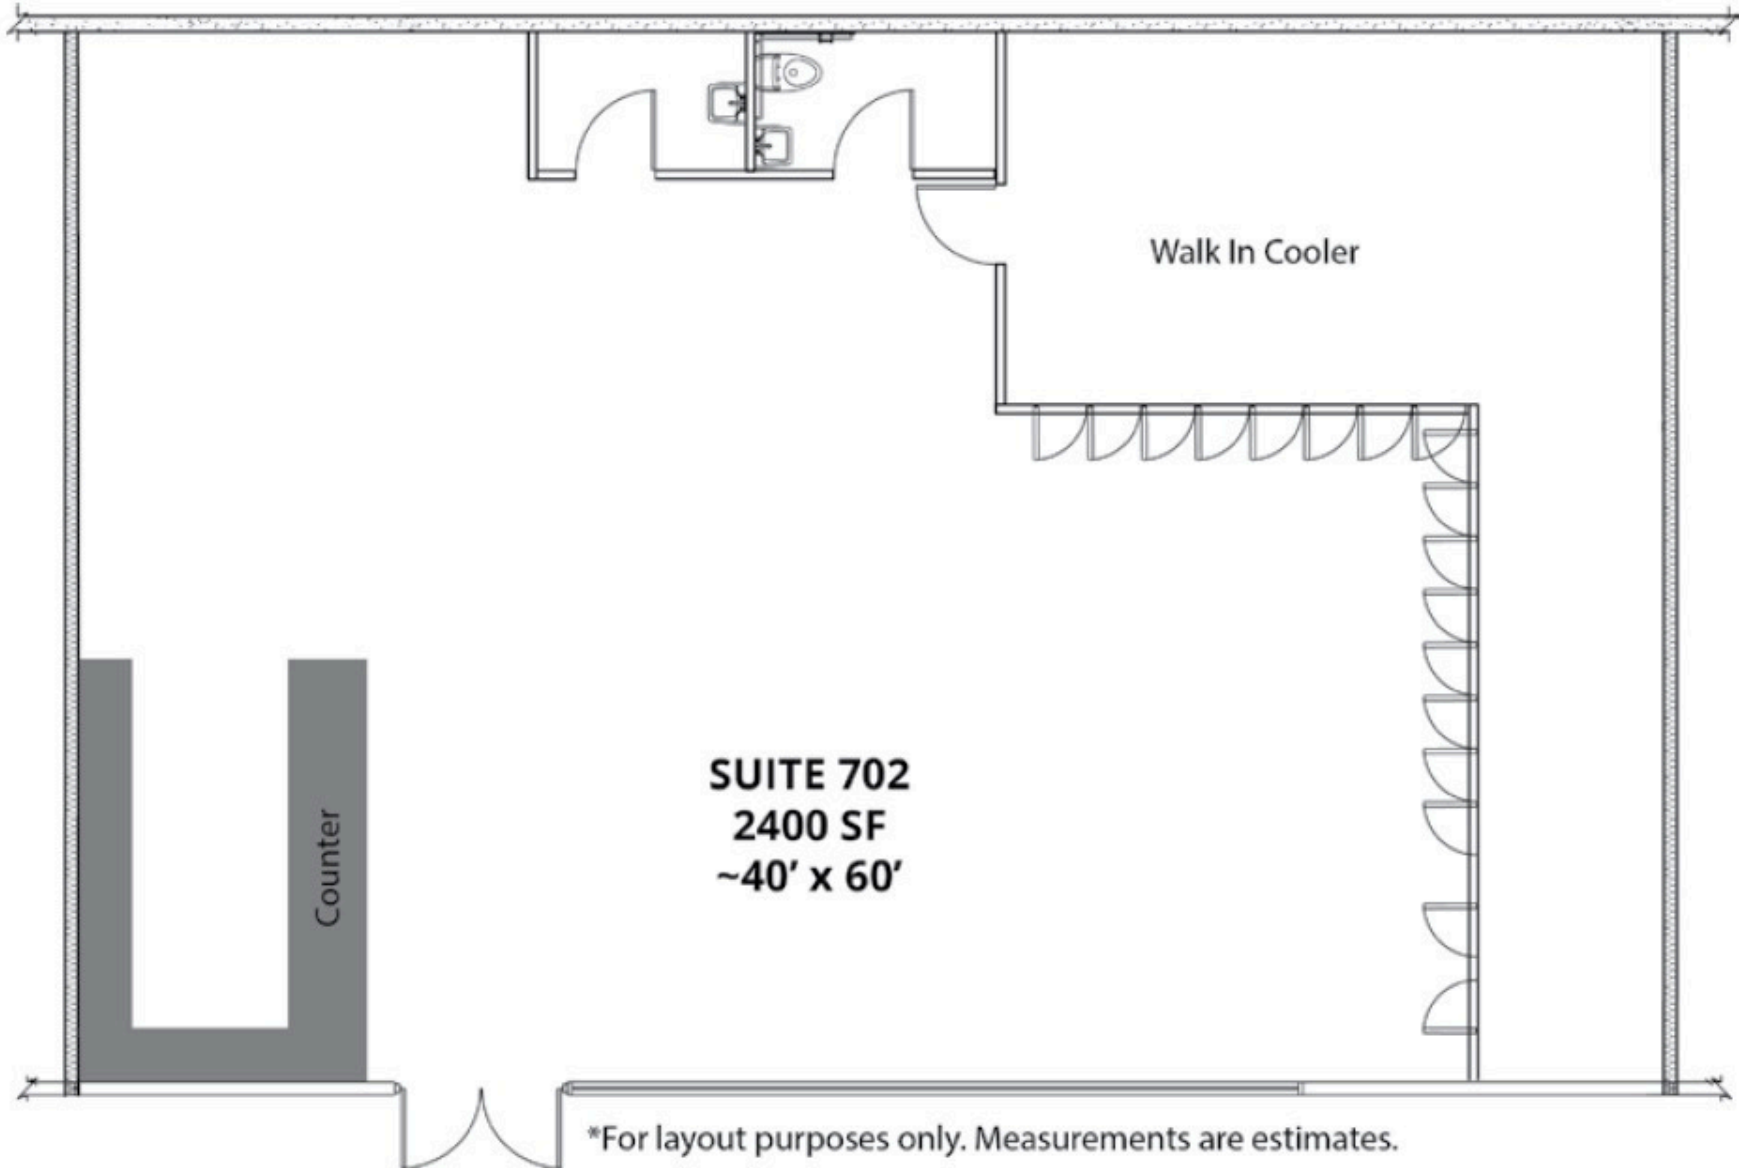 Walk In Cooler
Counter
SUITE 702
2400 SF
~40’ x 60’
*For layout purposes only. Measurements are estimates.